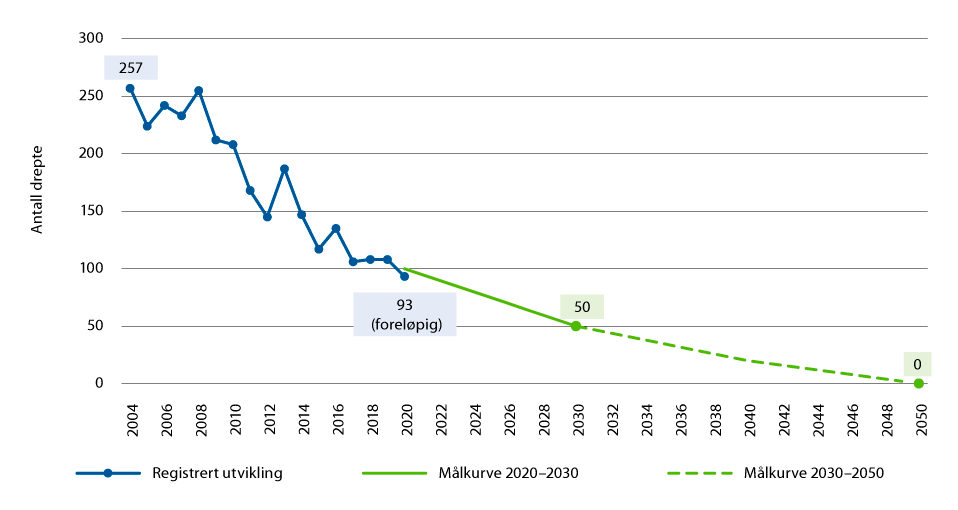 300
257
250
200
150
100
50
0
Antall drepte
93
(foreløpig)
50
0
2004 2006 2008 2010 2012 2014 2016 2018 2020 2022 2024 2026 2028 2030 2032 2034 2036 2038 2040 2042 2044 2046 2048 2050
Registrert utvikling Målkurve 2020–2030 Målkurve 2030–2050